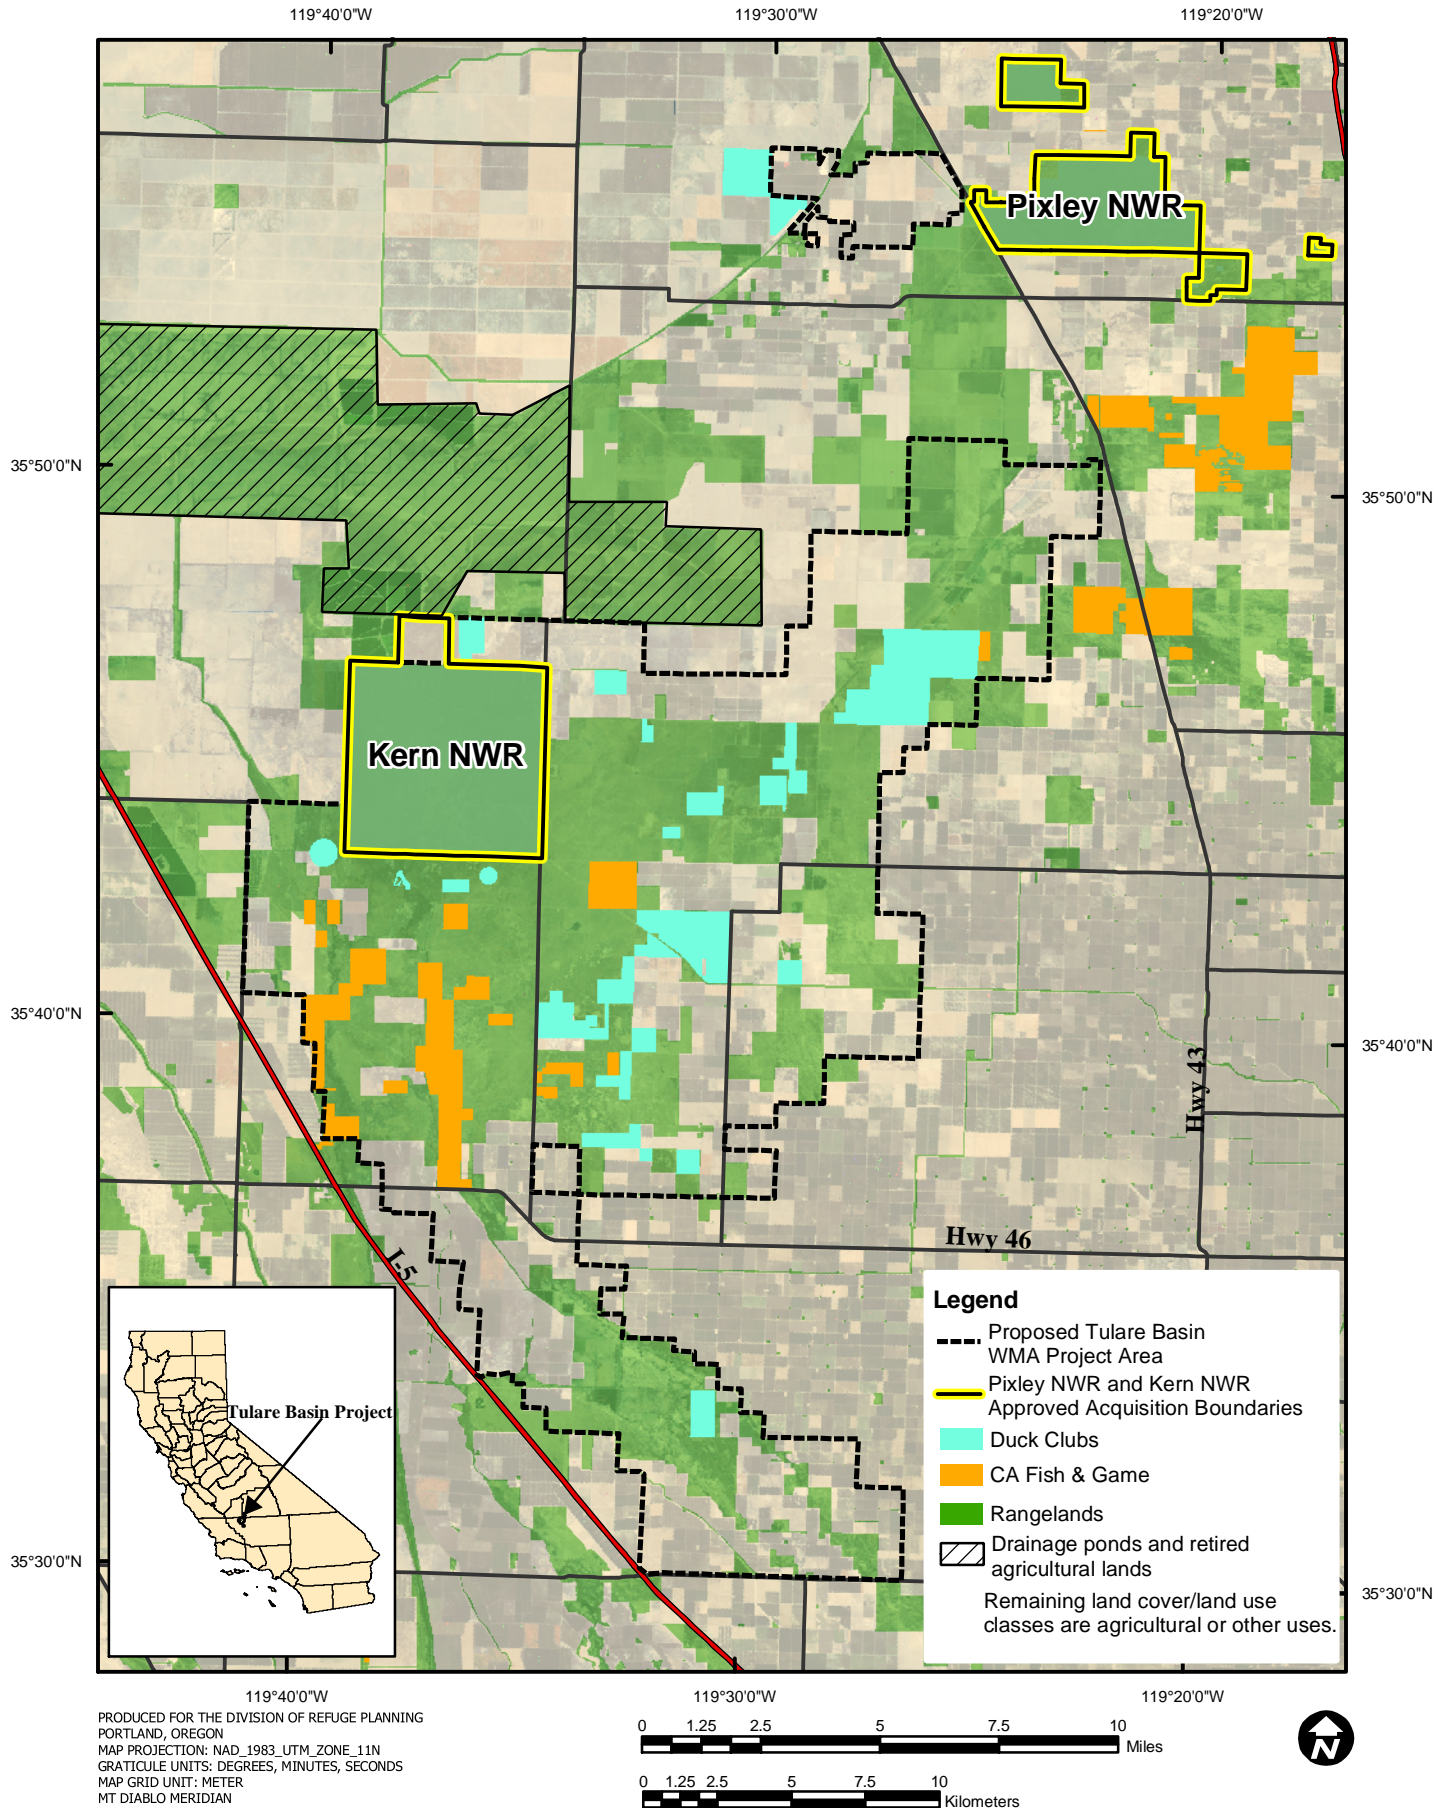 119°40'0"W
119°30'0"W
119°20'0"W
Pixley NWR
35°50'0"N
35°50'0"N
Kern NWR
35°40'0"N
35°40'0"N
Hwy 43
Hwy 46
I-5
Legend
Proposed Tulare Basin
WMA Project Area
Pixley NWR and Kern NWR
Approved Acquisition Boundaries
Duck Clubs
CA Fish & Game
Rangelands
Drainage ponds and retired
agricultural lands
Remaining land cover/land use
classes are agricultural or other uses.
Tulare Basin Project
35°30'0"N
35°30'0"N
119°40'0"W
119°30'0"W
119°20'0"W
PRODUCED FOR THE DIVISION OF REFUGE PLANNING
PORTLAND, OREGON
MAP PROJECTION: NAD_1983_UTM_ZONE_11N
GRATICULE UNITS: DEGREES, MINUTES, SECONDS
MAP GRID UNIT: METER
MT DIABLO MERIDIAN
0 1.25 2.5 5 7.5 10
Miles
0 1.25 2.5 5 7.5 10
Kilometers
N